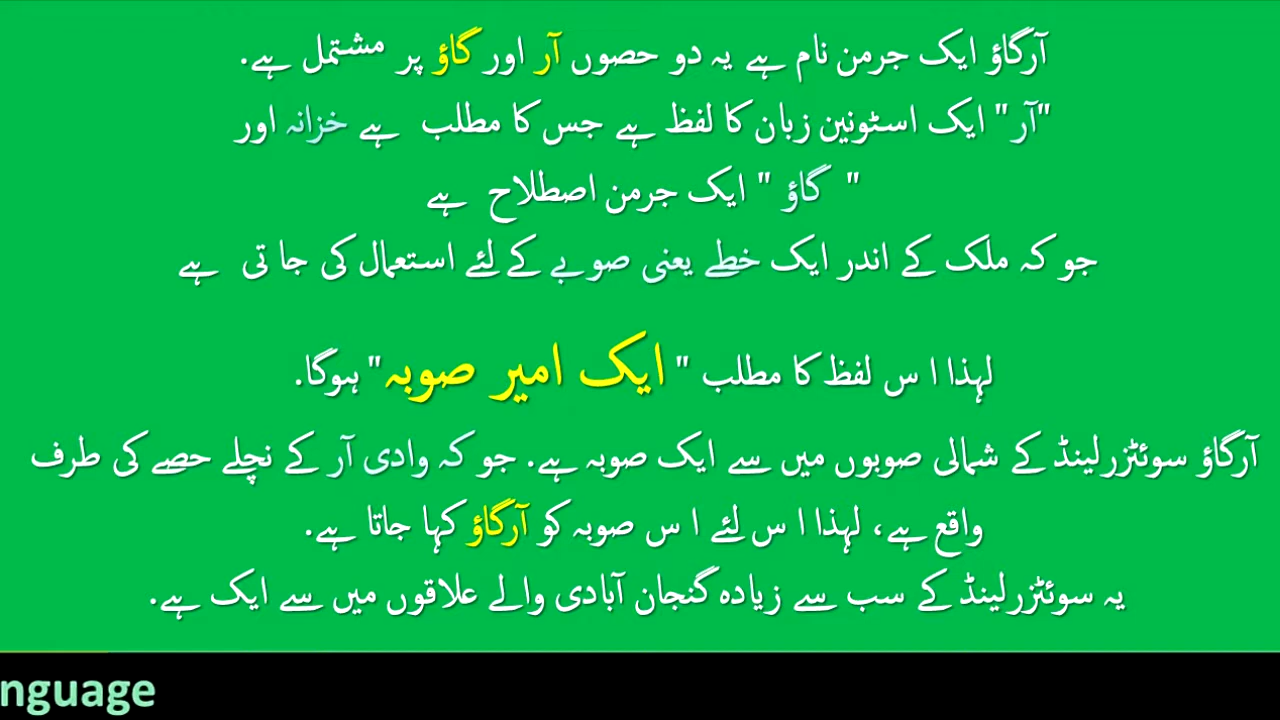 آرگاؤ ایک جرمن نام ہے یہ دو حصوں آر اور گاؤ پر مشتمل ہے.
"آر" ایک اسٹونین زبان کا لفظ ہے جس کا مطلب ہے خزانہ اور
" گاؤ " ایک جرمن اصطلاح ہے
جو کہ ملک کے اندر ایک خطے یعنی صوبے کے لئے استعمال کی جا تی ہے
لہذا ا س لفظ کا مطلب " ایک امیر صوبہ" ہوگا.
آرگاؤ سوئٹزرلینڈ کے شمالی صوبوں میں سے ایک صوبہ ہے. جو کہ وادی آر کے نچلے حصے کی طرف
واقع ہے، لہذا ا س لئے ا س صوبہ کو آرگاؤ کہا جاتا ہے.
یہ سوئٹزرلینڈ کے سب سے زیادہ گنجان آبادی والے علاقوں میں سے ایک ہے.
nguage